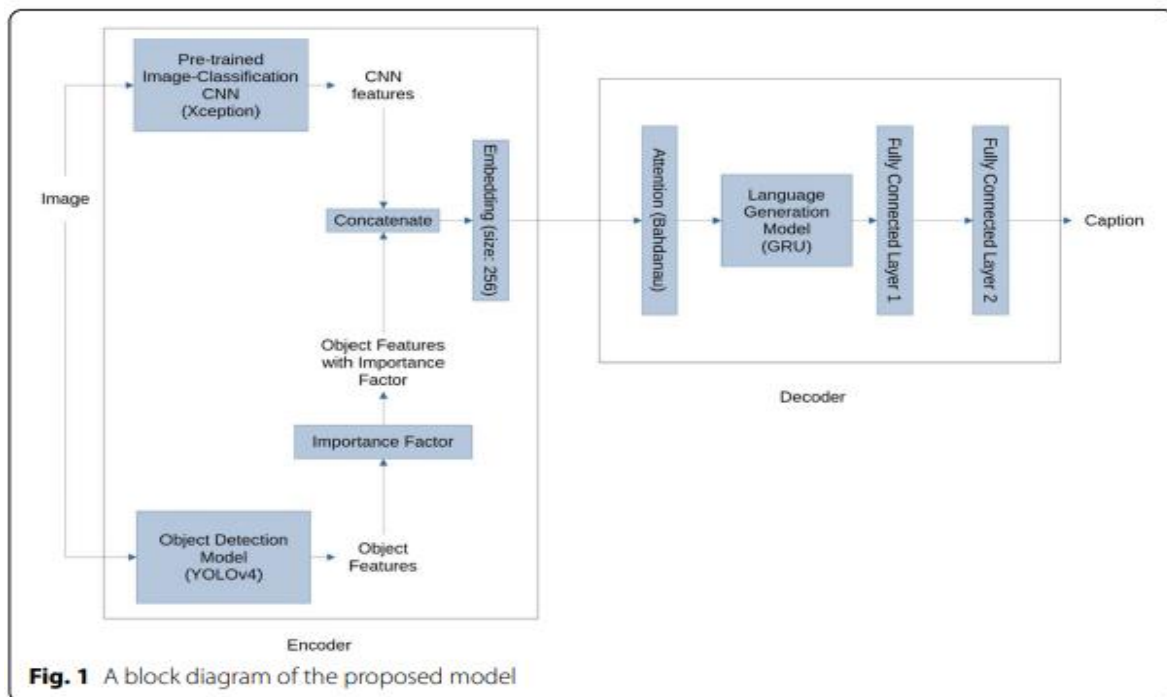 Pre-trained
Image-Classification
CNN
(Xception)
CNN
features
Image
Concatenate
Embedding (size: 256)
Object Features
with Importance
Factor
Importance Factor
Object Detection
Model
(YOLOv4)
Object
Features
Encoder
Attention (Bahdanau)
Language
Generation
Model
(GRU)
Fully Connected Layer 1
Fully Connected Layer 2
Caption
Decoder
Fig. 1 A block diagram of the proposed model